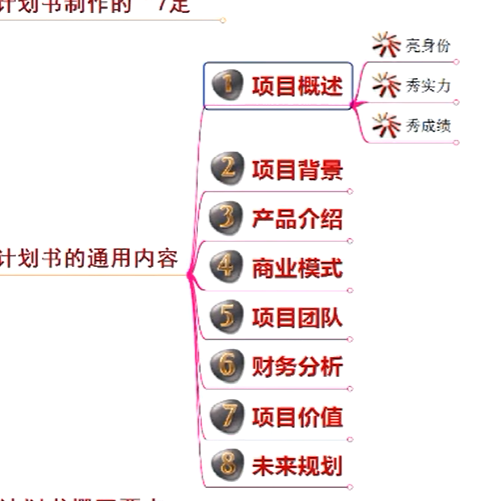 计划书制作的 7定
亮身份
1 项目概述
秀实力
秀成绩
2 项目背景
3 产品介绍
计划书的通用内容
4 商业模式
5 项目团队
6 财务分析
7 项目价值
8 未来规划